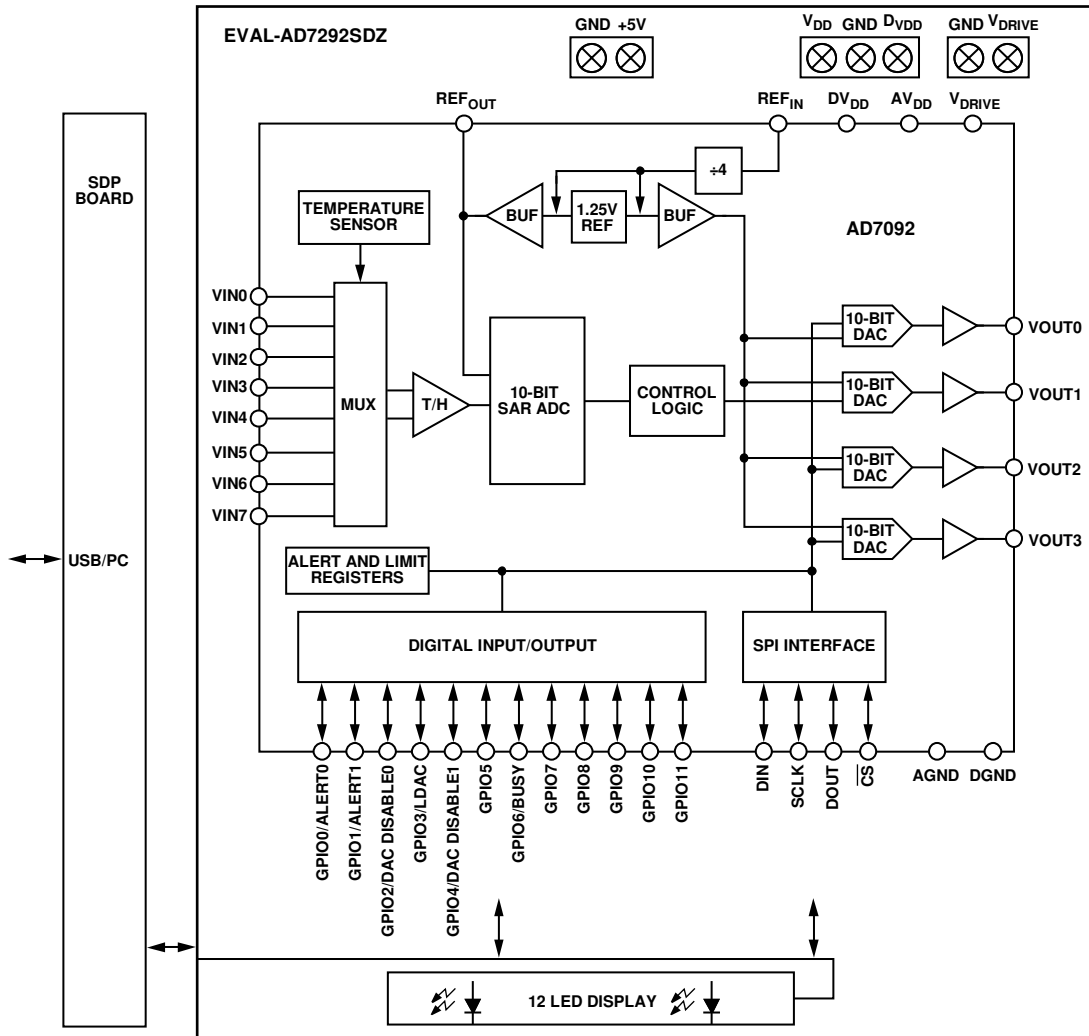 EVAL-AD7292SDZ
GND +5V
VDD GND DVDD
GND VDRIVE
REFOUT
REFIN
DVDD
AVDD
VDRIVE
SDP
BOARD
÷4
TEMPERATURE
SENSOR
BUF
1.25V
REF
BUF
AD7092
VIN0
VIN1
VIN2
VIN3
VIN4
VIN5
VIN6
VIN7
MUX
T/H
10-BIT
SAR ADC
CONTROL
LOGIC
10-BIT
DAC
VOUT0
10-BIT
DAC
VOUT1
10-BIT
DAC
VOUT2
10-BIT
DAC
VOUT3
USB/PC
ALERT AND LIMIT
REGISTERS
DIGITAL INPUT/OUTPUT
SPI INTERFACE
GPIO0/ALERT0
GPIO1/ALERT1
GPIO2/DAC DISABLE0
GPIO3/LDAC
GPIO4/DAC DISABLE1
GPIO5
GPIO6/BUSY
GPIO7
GPIO8
GPIO9
GPIO10
GPIO11
DIN
SCLK
DOUT
CS
AGND
DGND
12 LED DISPLAY